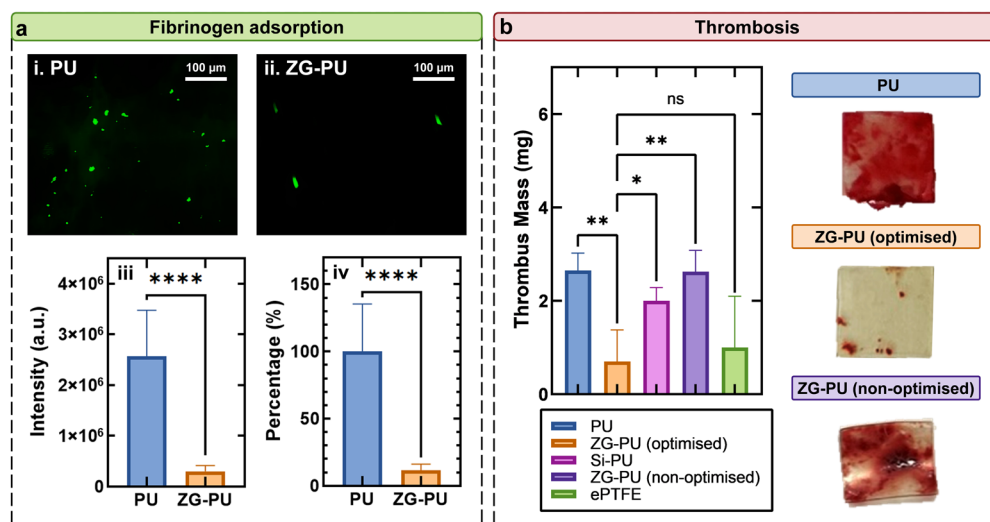 a
Fibrinogen adsorption
i. PU
100 µm
ii. ZG-PU
100 µm
iii
****
Intensity (a.u.)
4×10⁶
3×10⁶
2×10⁶
1×10⁶
0
PU
ZG-PU
iv
****
Percentage (%)
150
100
50
0
PU
ZG-PU
b
Thrombosis
Thrombus Mass (mg)
6
4
2
0
ns
**
*
**
PU
ZG-PU (optimised)
Si-PU
ZG-PU (non-optimised)
ePTFE
PU
ZG-PU (optimised)
ZG-PU (non-optimised)